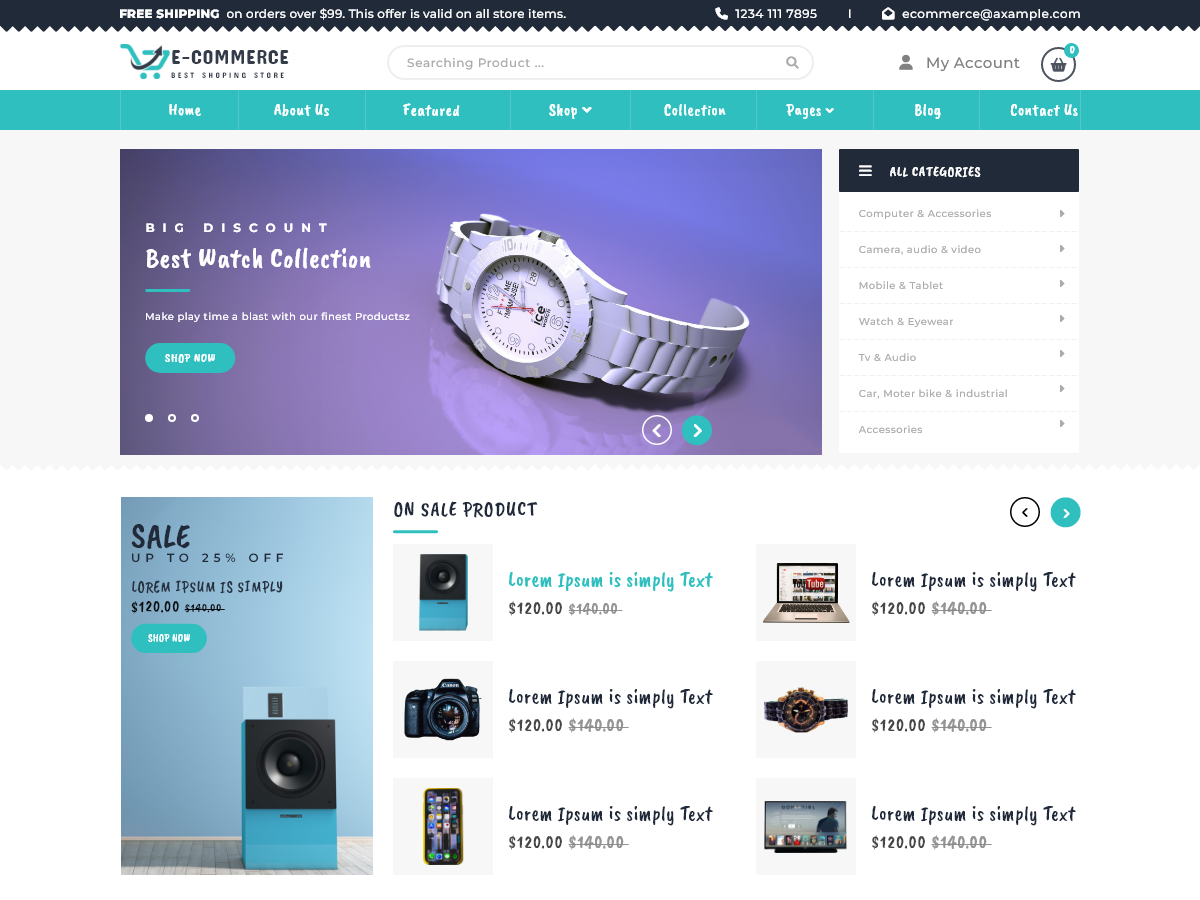 FREE SHIPPING on orders over $99. This offer is valid on all store items.
1234 111 7895 | ecommerce@axample.com
E-COMMERCE
BEST SHOPING STORE
Searching Product ...
My Account
0
Home About Us Featured Shop Collection Pages Blog Contact Us
BIG DISCOUNT
Best Watch Collection
Make play time a blast with our finest Productsz
SHOP NOW
ice
28
10
ALL CATEGORIES
Computer & Accessories
Camera, audio & video
Mobile & Tablet
Watch & Eyewear
Tv & Audio
Car, Moter bike & industrial
Accessories
SALE
UP TO 25% OFF
LOREM IPSUM IS SIMPLY
$120.00 $140.00
SHOP NOW
ON SALE PRODUCT
Lorem Ipsum is simply Text
$120.00 $140.00
YouTube
Lorem Ipsum is simply Text
$120.00 $140.00
Canon
Lorem Ipsum is simply Text
$120.00 $140.00
Lorem Ipsum is simply Text
$120.00 $140.00
Lorem Ipsum is simply Text
$120.00 $140.00
Lorem Ipsum is simply Text
$120.00 $140.00